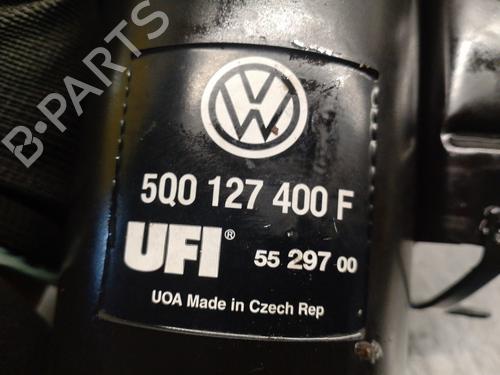 B-PARTS
5Q0 127 400 F
UFI® 55 297 00
UOA Made in Czech Rep